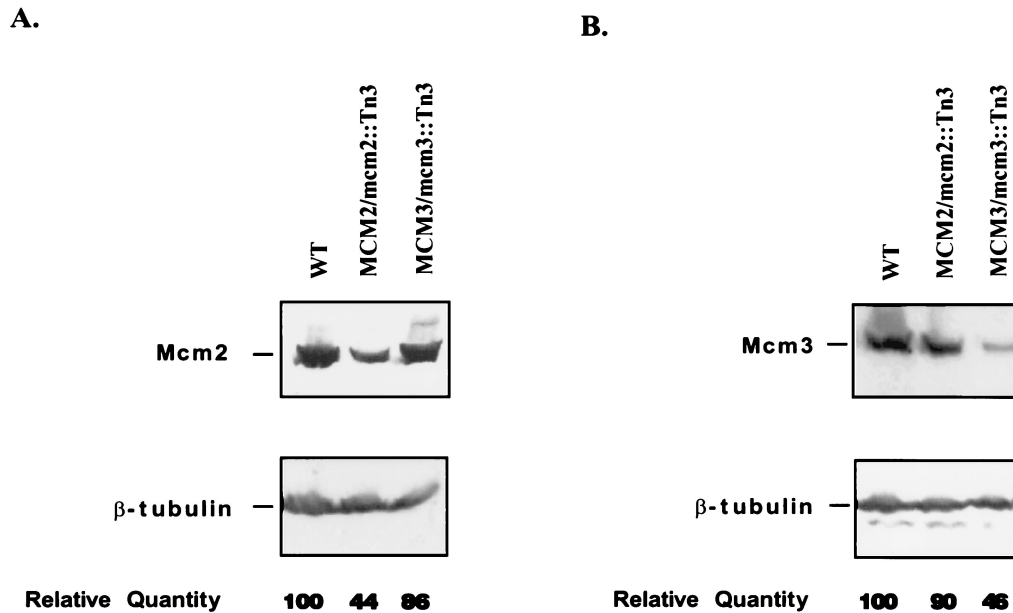 A.
B.
WT
MCM2/mcm2::Tn3
MCM3/mcm3::Tn3
WT
MCM2/mcm2::Tn3
MCM3/mcm3::Tn3
Mcm2
Mcm3
β-tubulin
β-tubulin
Relative Quantity 100 44 86
Relative Quantity 100 90 46